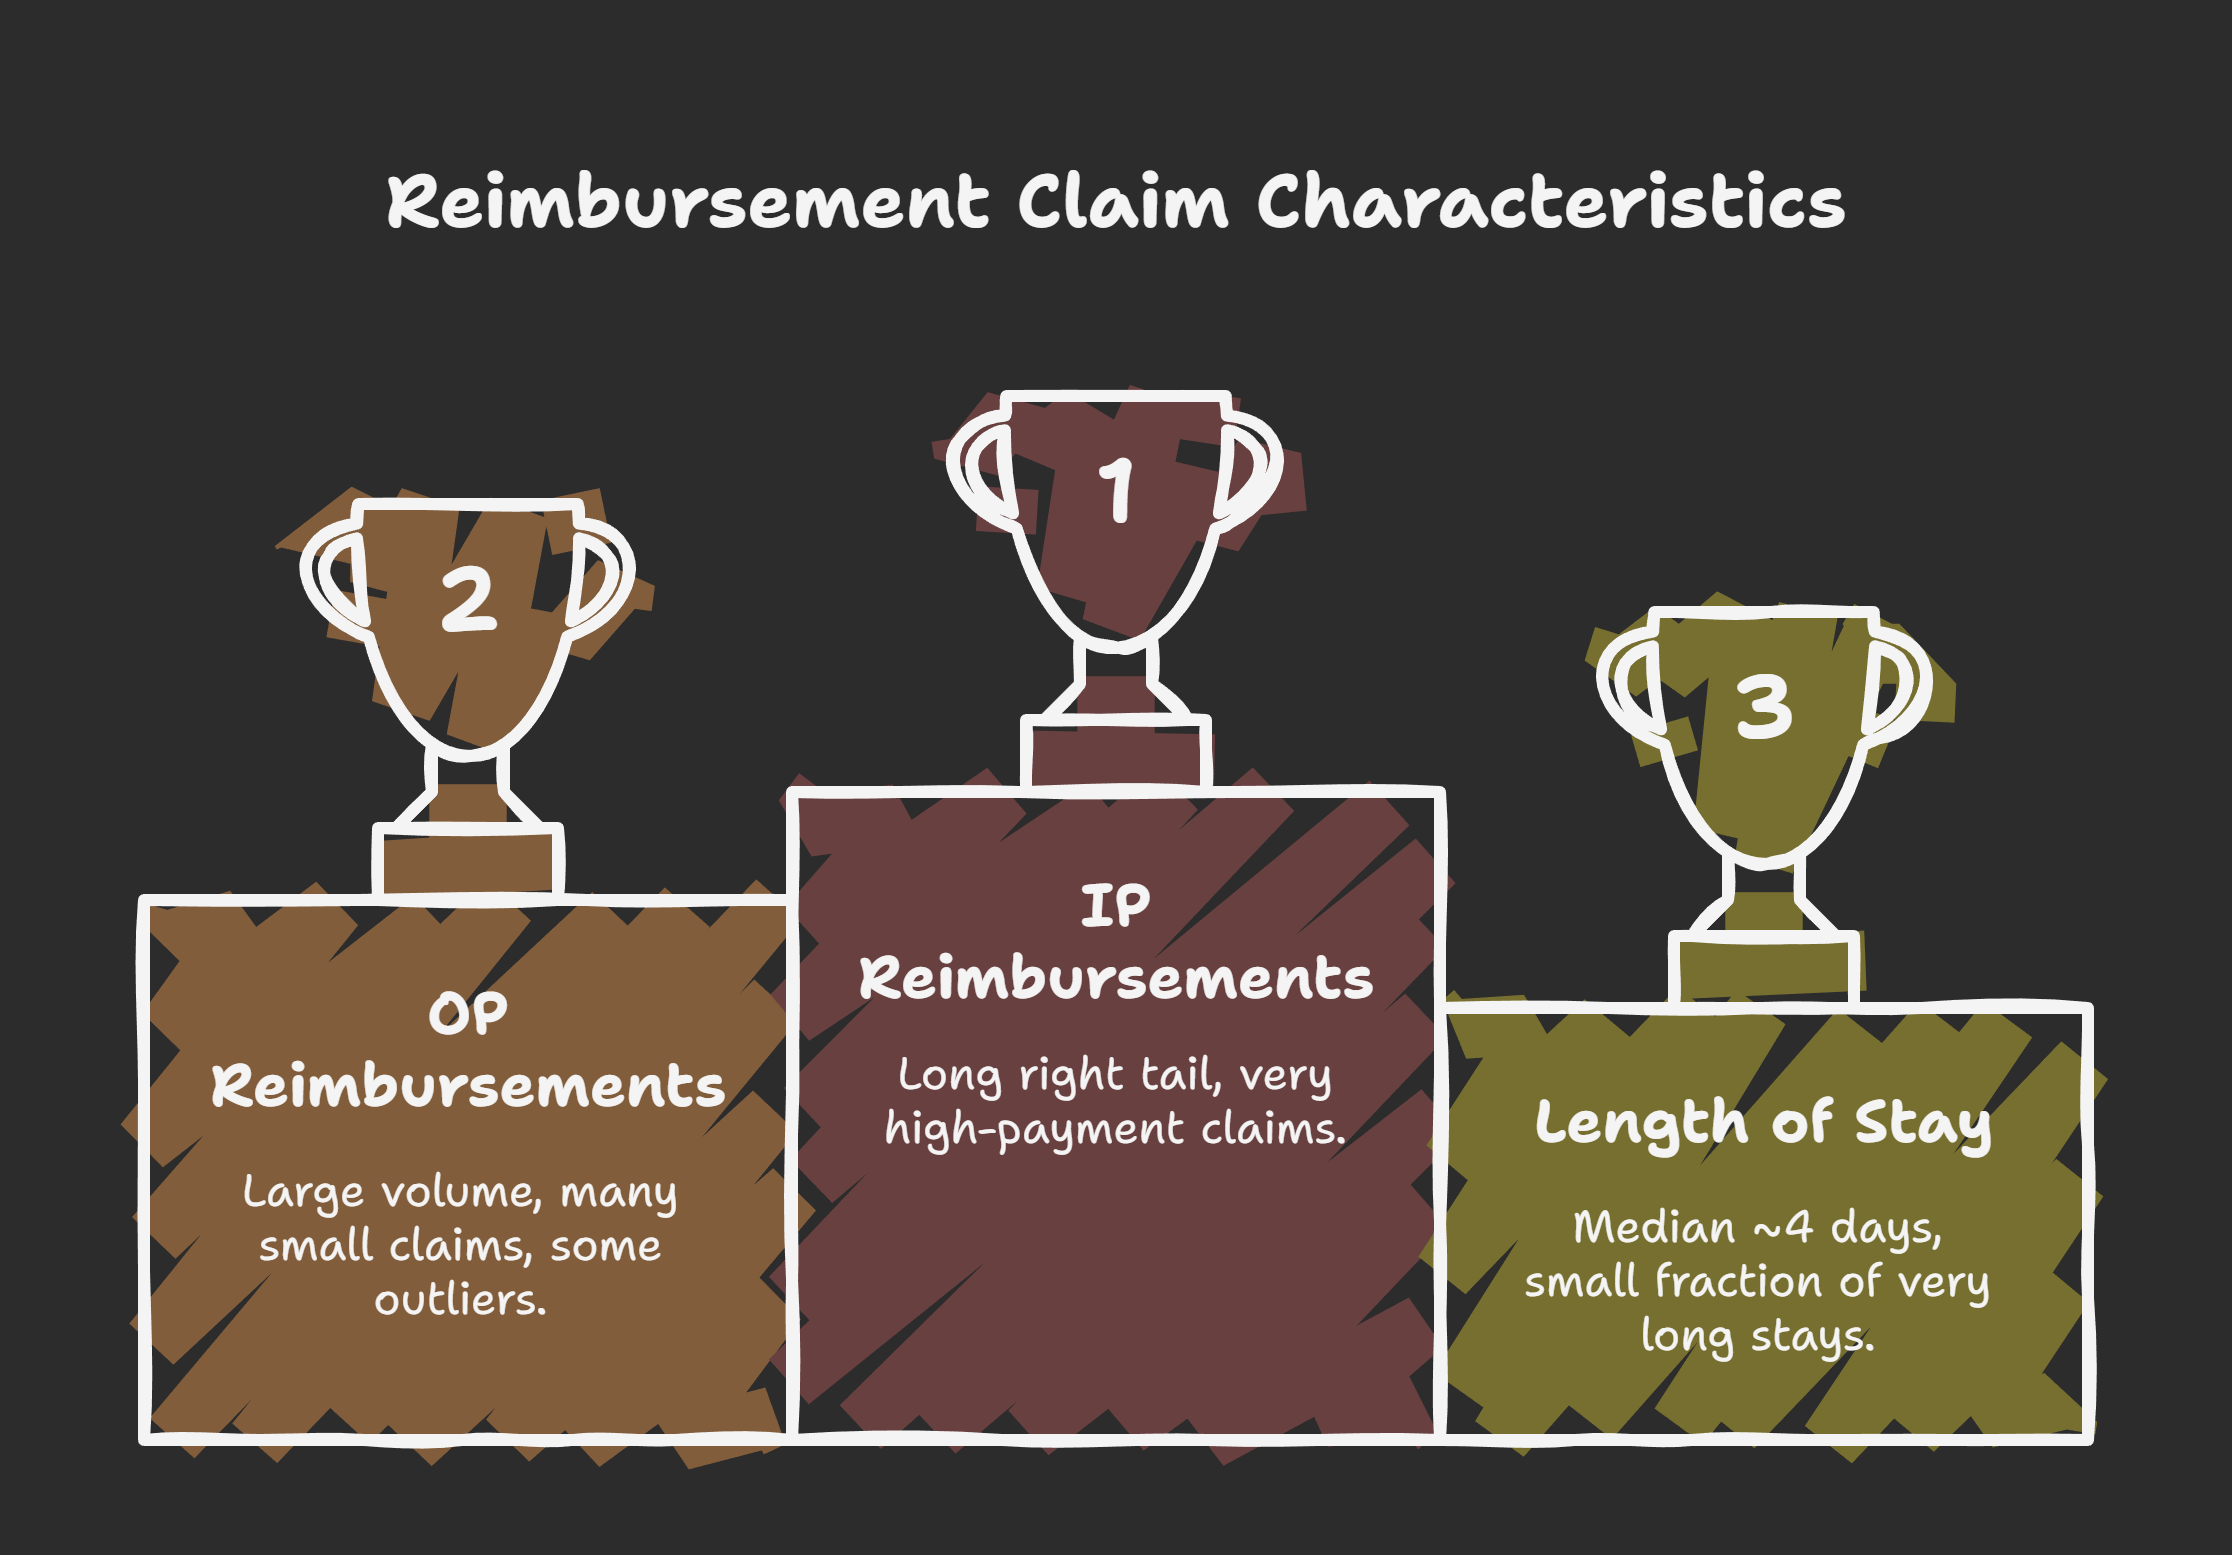 Reimbursement Claim Characteristics
2
OP
Reimbursements
Large volume, many
small claims, some
outliers.
1
IP
Reimbursements
Long right tail, very
high-payment claims.
3
Length of Stay
Median ~4 days,
small fraction of very
long stays.